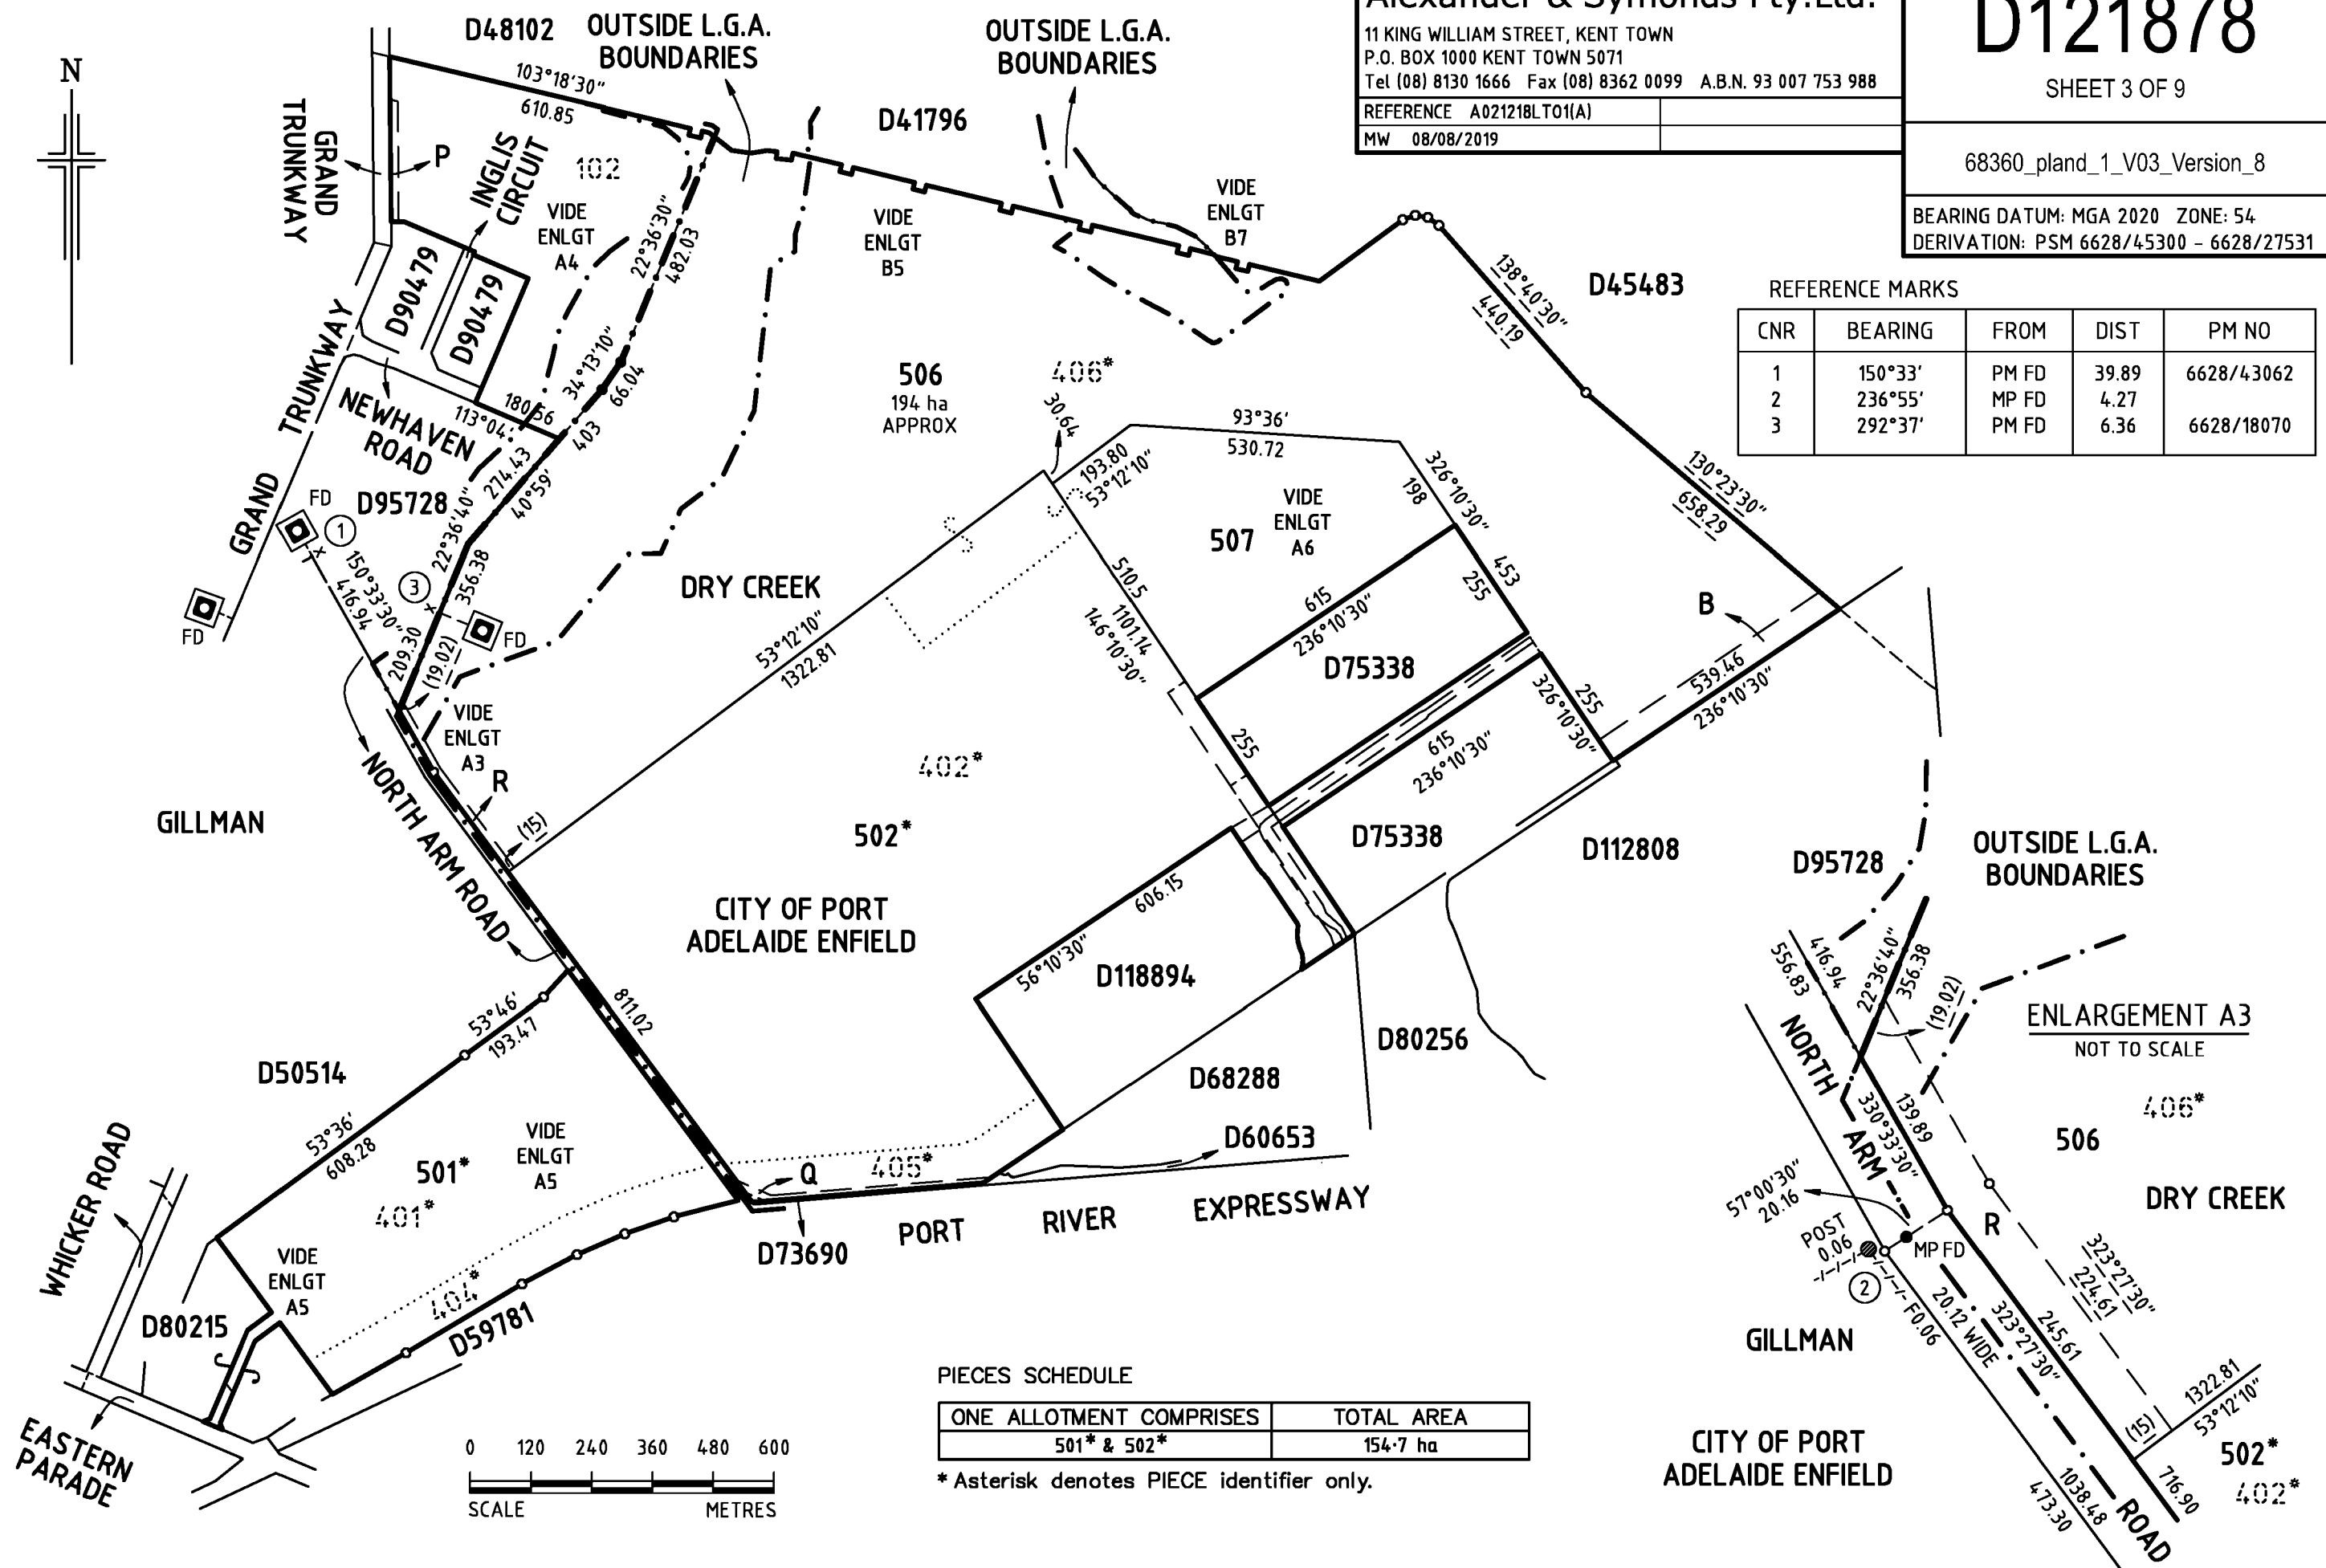 Alexander & Symonds Pty.Ltd.
11 KING WILLIAM STREET, KENT TOWN
P.O. BOX 1000 KENT TOWN 5071
Tel (08) 8130 1666 Fax (08) 8362 0099 A.B.N. 93 007 753 988
REFERENCE A021218LT01(A)
MW 08/08/2019
D121878
SHEET 3 OF 9
68360_pland_1_V03_Version_8
BEARING DATUM: MGA 2020 ZONE: 54
DERIVATION: PSM 6628/45300 - 6628/27531
REFERENCE MARKS
CNR BEARING FROM DIST PM NO
1 150°33' PM FD 39.89 6628/43062
2 236°55' MP FD 4.27
3 292°37' PM FD 6.36 6628/18070
N
D48102
OUTSIDE L.G.A.
BOUNDARIES
OUTSIDE L.G.A.
BOUNDARIES
D41796
103°18'30"
610.85
GRAND
TRUNKWAY
P
INGLIS
CIRCUIT
102
VIDE
ENLGT
A4
22°36'30"
482.03
VIDE
ENLGT
B5
VIDE
ENLGT
B7
D90479
D90479
138°40'30"
440.19
D45483
GRAND
TRUNKWAY
NEWHAVEN
ROAD
113°04'
180.56
34°13'10"
66.04
403
506
194 ha
APPROX
406*
30.64
193.80
53°12'10"
93°36'
530.72
326°10'30"
198
130°23'30"
658.29
D95728
274.43
40°59'
22°36'40"
356.38
FD
1
150°33'30"
416.94
3
FD
FD
209.30
(19.02)
DRY CREEK
53°12'10"
1322.81
507
VIDE
ENLGT
A6
510.5
1101.14
146°10'30"
615
236°10'30"
453
255
D75338
B
539.46
236°10'30"
VIDE
ENLGT
A3
R
(15)
NORTH ARM ROAD
GILLMAN
402*
502*
255
615
236°10'30"
255
326°10'30"
D75338
D112808
CITY OF PORT
ADELAIDE ENFIELD
606.15
56°10'30"
D118894
811.02
53°46'
193.47
D50514
53°36'
608.28
D80256
D68288
D60653
VIDE
ENLGT
A5
501*
401*
405*
Q
PORT RIVER EXPRESSWAY
D73690
WHICKER ROAD
VIDE
ENLGT
A5
404*
D59781
D80215
EASTERN
PARADE
0 120 240 360 480 600
SCALE METRES
PIECES SCHEDULE
ONE ALLOTMENT COMPRISES TOTAL AREA
501* & 502* 154·7 ha
* Asterisk denotes PIECE identifier only.
D95728
OUTSIDE L.G.A.
BOUNDARIES
556.83
416.94
22°36'40"
356.38
(19.02)
ENLARGEMENT A3
NOT TO SCALE
NORTH
ARM
330°33'30"
139.89
406*
506
DRY CREEK
57°00'30"
20.16
POST
0.06
MP FD
2
R
323°27'30"
224.61
F0.06
20.12 WIDE
323°27'30"
245.61
GILLMAN
1322.81
53°12'10"
(15)
502*
402*
CITY OF PORT
ADELAIDE ENFIELD
716.90
1038.48
473.30
ROAD